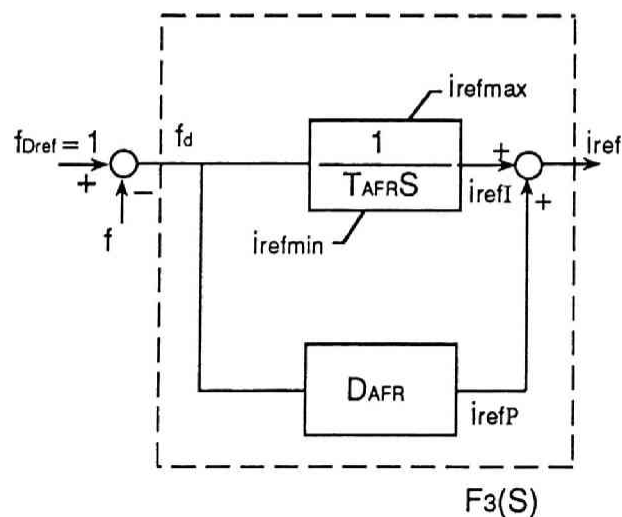 irefmax
fDref = 1
fd
1
TAFRS
+
−
f
+
irefI
iref
+
irefmin
DAFR
irefP
F3(S)